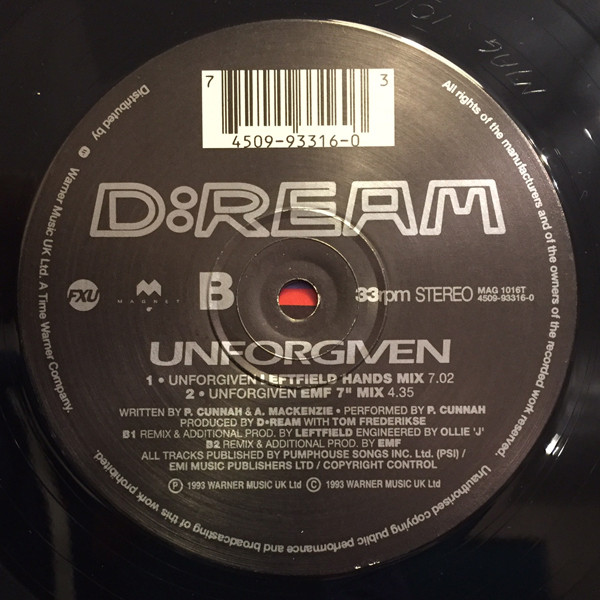 7 3
4509-93316-0
D:REAM
FXU
MAGNET
B
33rpm STEREO
MAG 1016T
4509-93316-0
UNFORGIVEN
1 • UNFORGIVEN LEFTFIELD HANDS MIX 7.02
2 • UNFORGIVEN EMF 7" MIX 4.35
WRITTEN BY P. CUNNAH & A. MACKENZIE • PERFORMED BY P. CUNNAH
PRODUCED BY D•REAM WITH TOM FREDERIKSE
B1 REMIX & ADDITIONAL PROD. BY LEFTFIELD ENGINEERED BY OLLIE 'J'
B2 REMIX & ADDITIONAL PROD. BY EMF
ALL TRACKS PUBLISHED BY PUMPHOUSE SONGS INC. Ltd. (PSI) /
EMI MUSIC PUBLISHERS LTD / COPYRIGHT CONTROL
Ⓟ 1993 WARNER MUSIC UK Ltd © 1993 WARNER MUSIC UK Ltd
All rights of the manufacturers and of the owners of the recorded work reserved. Unauthorised copying public performance and broadcasting of this work prohibited.
Distributed by Warner Music UK Ltd. A Time Warner Company.